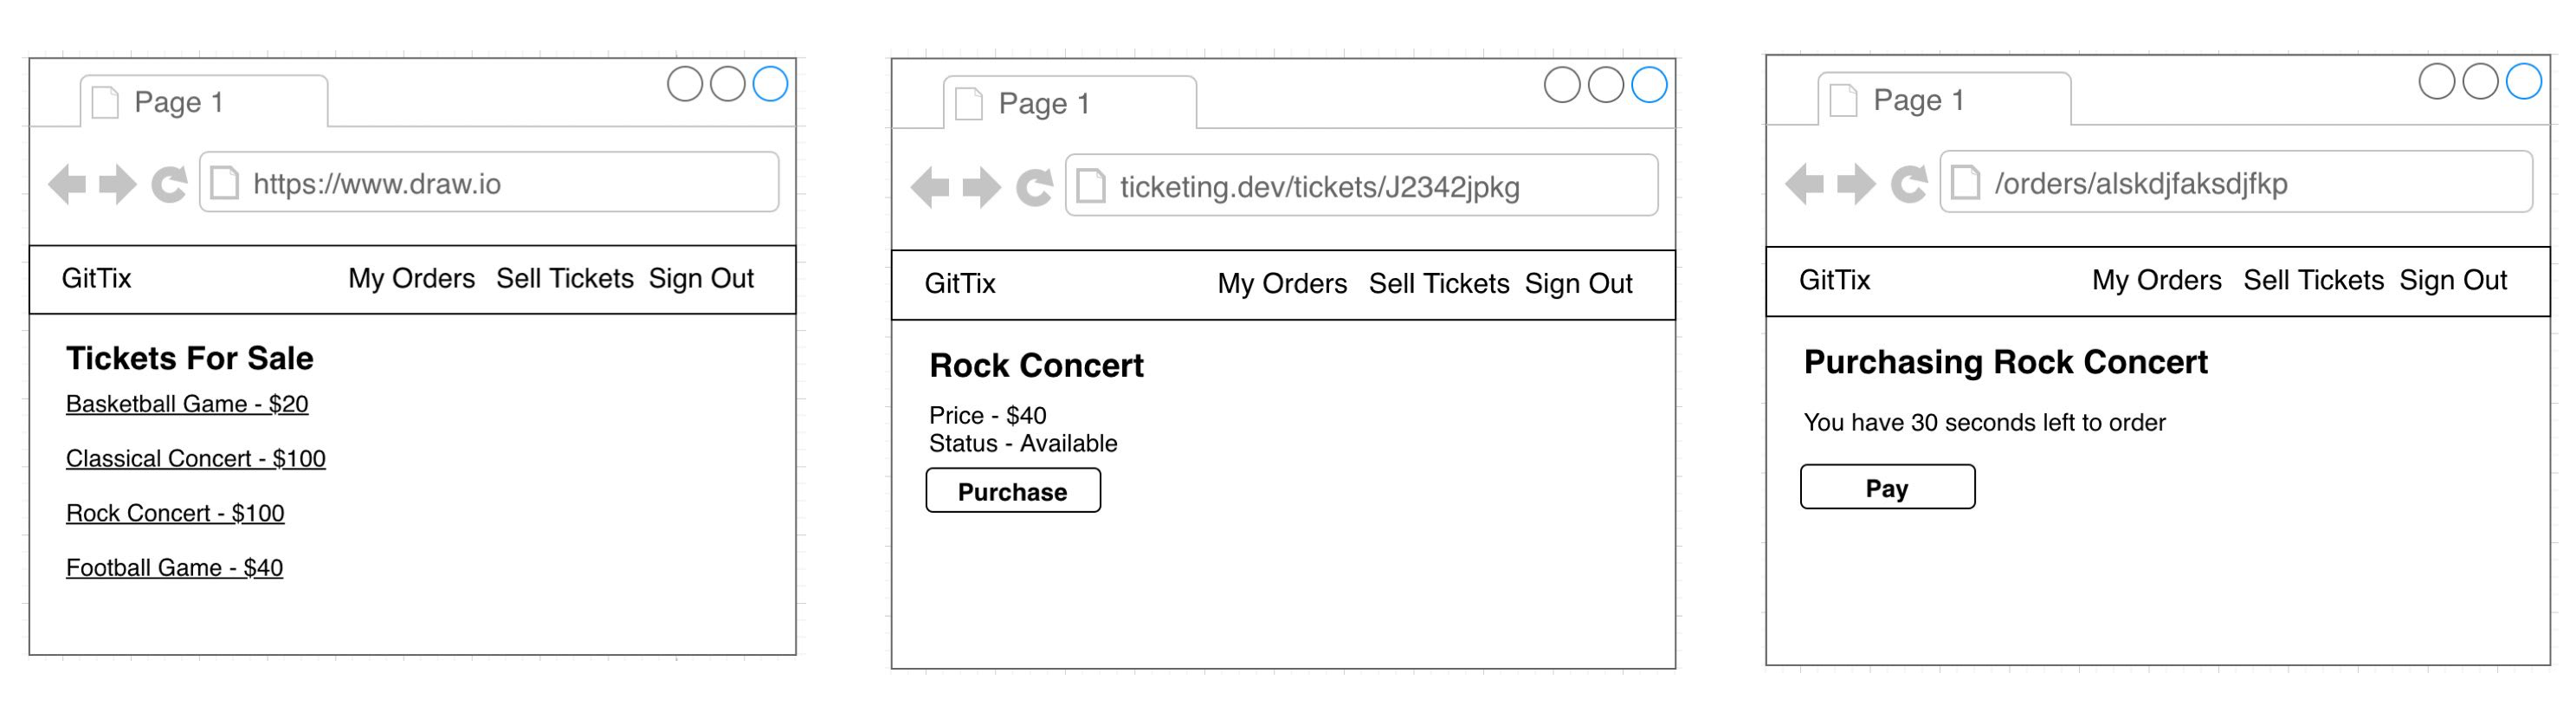 Page 1
https://www.draw.io
GitTix My Orders Sell Tickets Sign Out
Tickets For Sale
Basketball Game - $20
Classical Concert - $100
Rock Concert - $100
Football Game - $40
Page 1
ticketing.dev/tickets/J2342jpkg
GitTix My Orders Sell Tickets Sign Out
Rock Concert
Price - $40
Status - Available
Purchase
Page 1
/orders/alskdjfaksdjfkp
GitTix My Orders Sell Tickets Sign Out
Purchasing Rock Concert
You have 30 seconds left to order
Pay